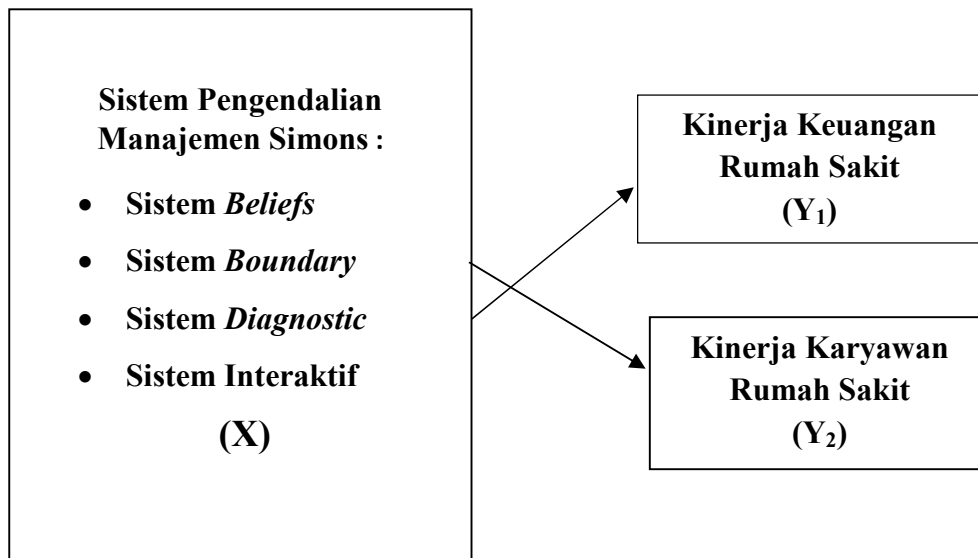 Sistem Pengendalian
Manajemen Simons :
• Sistem Beliefs
• Sistem Boundary
• Sistem Diagnostic
• Sistem Interaktif
(X)
Kinerja Keuangan
Rumah Sakit
(Y₁)
Kinerja Karyawan
Rumah Sakit
(Y₂)